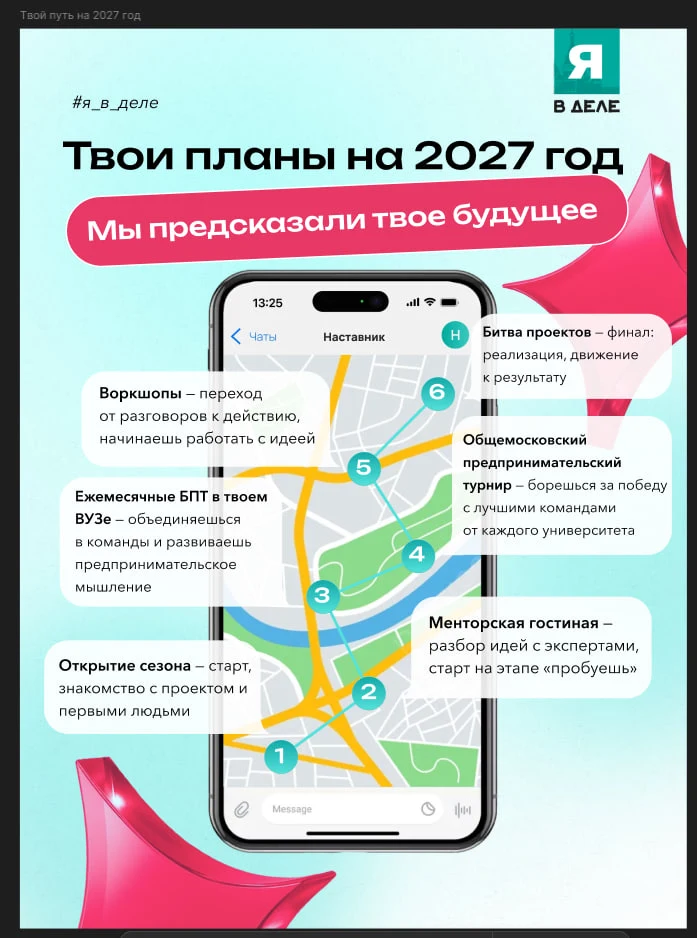 Твой путь на 2027 год
#я_в_деле
Я
В ДЕЛЕ
Твои планы на 2027 год
Мы предсказали твое будущее
13:25
Чаты
Наставник
Н
Битва проектов – финал:
реализация, движение
к результату
6
Воркшопы – переход
от разговоров к действию,
начинаешь работать с идеей
5
Общемосковский
предпринимательский
турнир – борешься за победу
с лучшими командами
от каждого университета
4
Ежемесячные БПТ в твоем
ВУЗе – объединяешься
в команды и развиваешь
предпринимательское
мышление
3
Менторская гостиная –
разбор идей с экспертами,
старт на этапе «пробуешь»
2
Открытие сезона – старт,
знакомство с проектом и
первыми людьми
1
Message